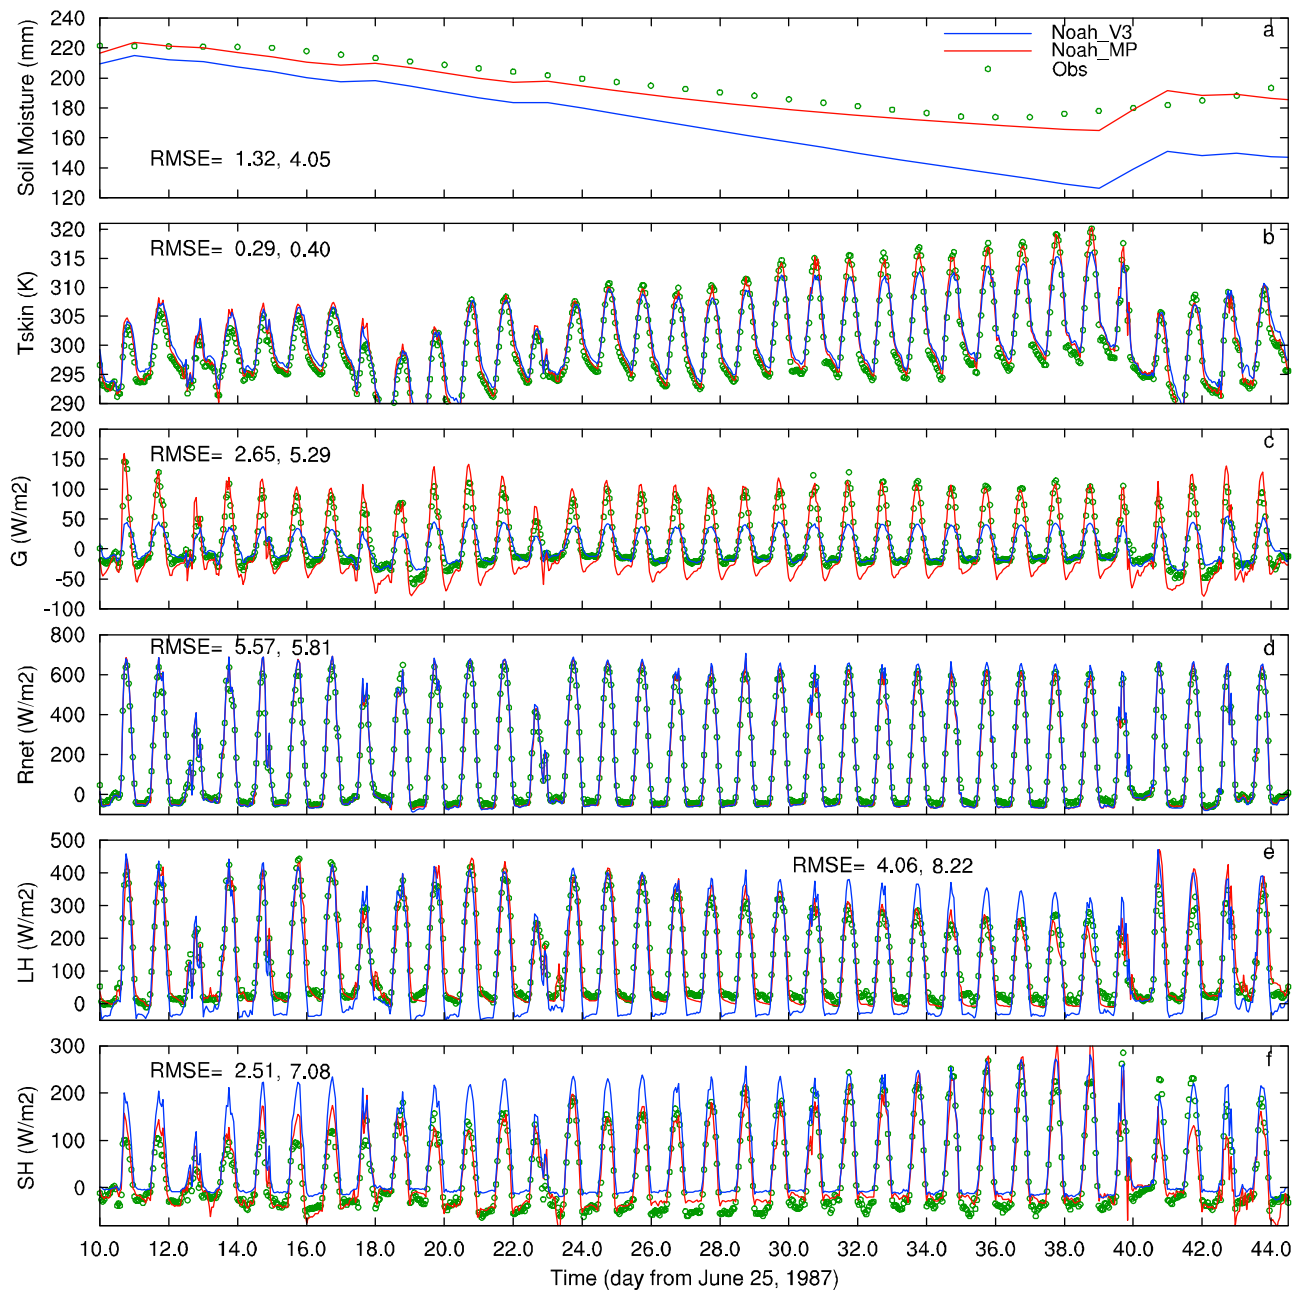 240
220
200
180
160
140
120
Soil Moisture (mm)
Noah_V3
Noah_MP
Obs
a
RMSE= 1.32, 4.05
320
315
310
305
300
295
290
Tskin (K)
RMSE= 0.29, 0.40
b
200
150
100
50
0
-50
-100
G (W/m2)
RMSE= 2.65, 5.29
c
800
600
400
200
0
Rnet (W/m2)
RMSE= 5.57, 5.81
d
500
400
300
200
100
0
LH (W/m2)
RMSE= 4.06, 8.22
e
300
200
100
0
SH (W/m2)
RMSE= 2.51, 7.08
f
10.0 12.0 14.0 16.0 18.0 20.0 22.0 24.0 26.0 28.0 30.0 32.0 34.0 36.0 38.0 40.0 42.0 44.0
Time (day from June 25, 1987)